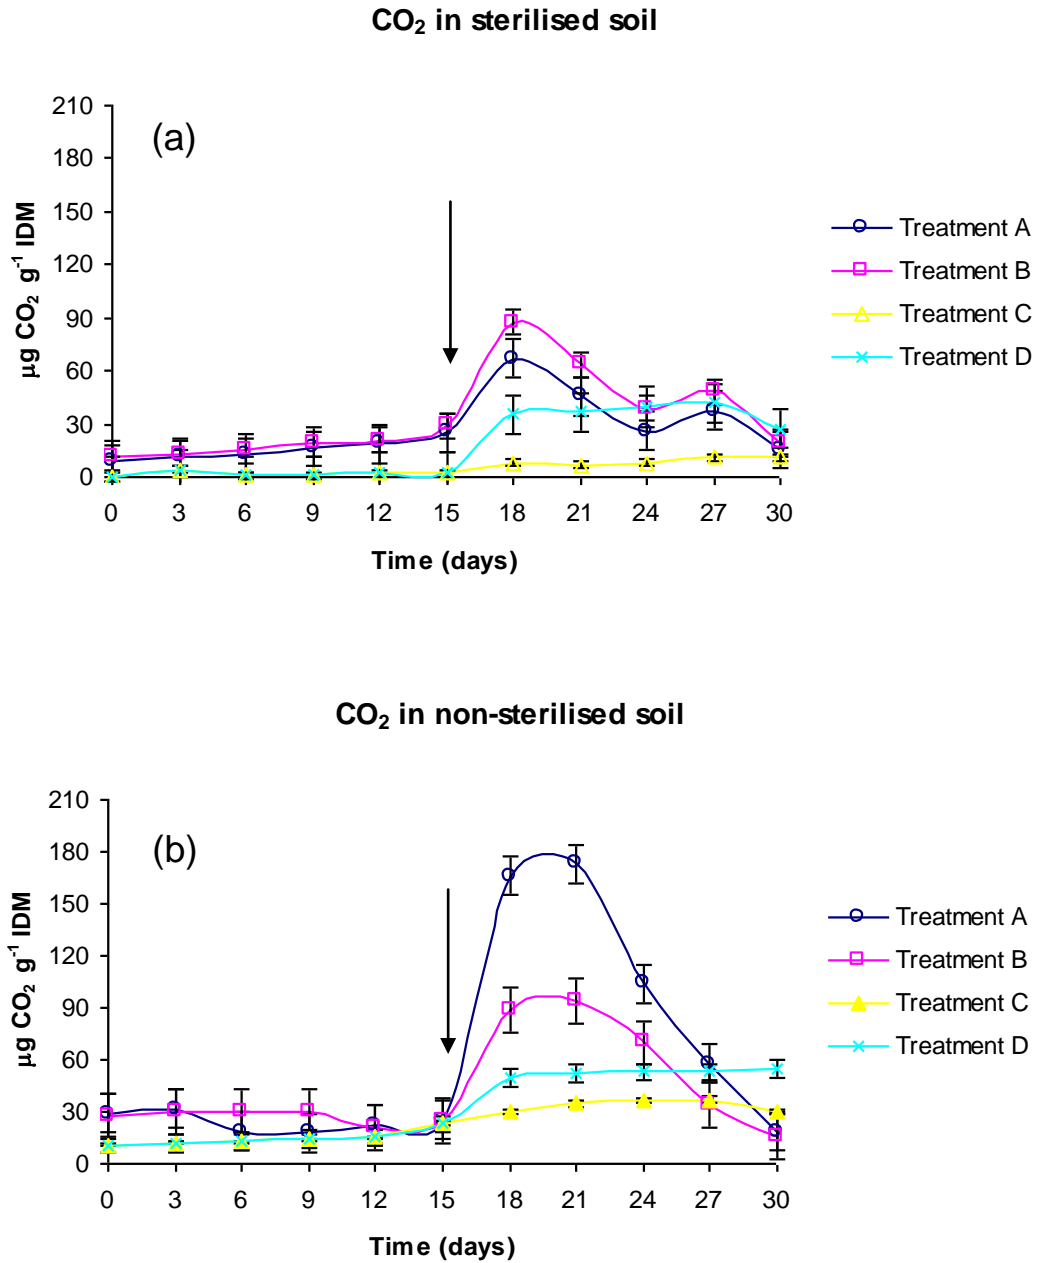 CO₂ in sterilised soil
(a)
210
180
150
120
90
60
30
0
µg CO₂ g⁻¹ IDM
0 3 6 9 12 15 18 21 24 27 30
Time (days)
Treatment A
Treatment B
Treatment C
Treatment D
CO₂ in non-sterilised soil
(b)
210
180
150
120
90
60
30
0
µg CO₂ g⁻¹ IDM
0 3 6 9 12 15 18 21 24 27 30
Time (days)
Treatment A
Treatment B
Treatment C
Treatment D